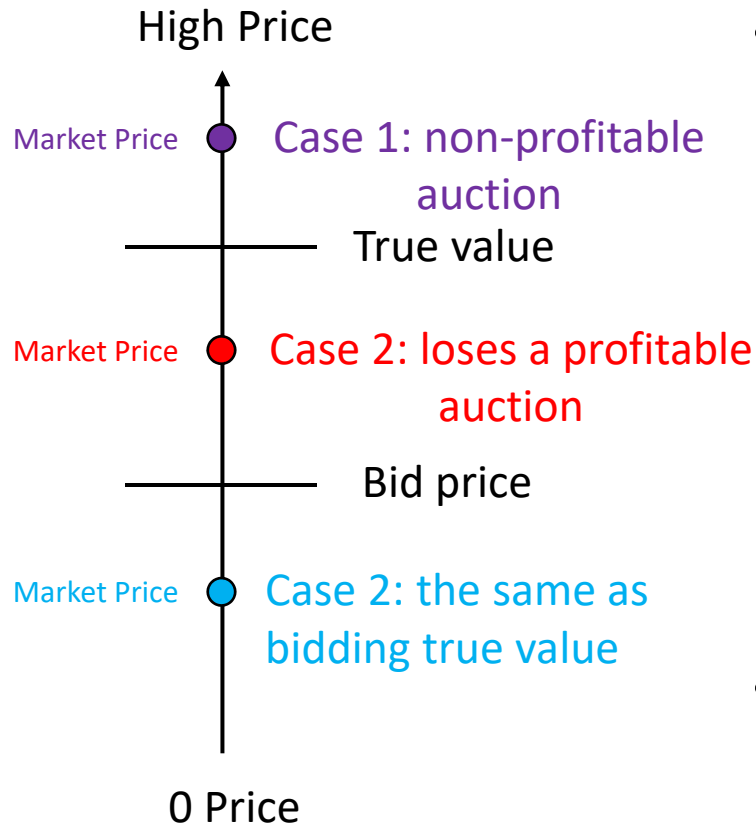 High Price
Market Price
Case 1: non-profitable
auction
True value
Market Price
Case 2: loses a profitable
auction
Bid price
Market Price
Case 2: the same as
bidding true value
0 Price